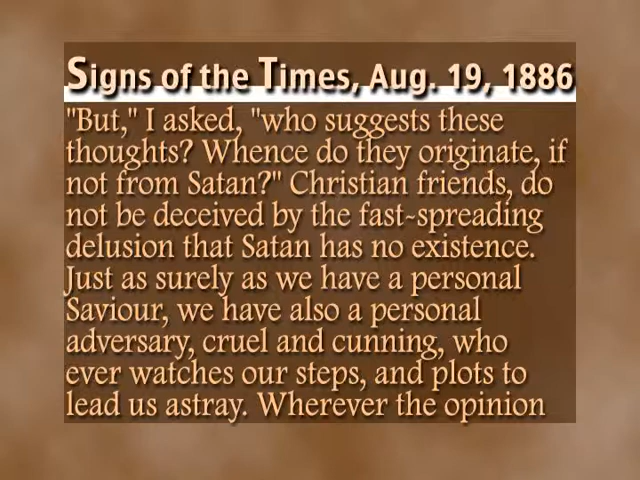 Signs of the Times, Aug. 19, 1886
"But," I asked, "who suggests these
thoughts? Whence do they originate, if
not from Satan?" Christian friends, do
not be deceived by the fast-spreading
delusion that Satan has no existence.
Just as surely as we have a personal
Saviour, we have also a personal
adversary, cruel and cunning, who
ever watches our steps, and plots to
lead us astray. Wherever the opinion